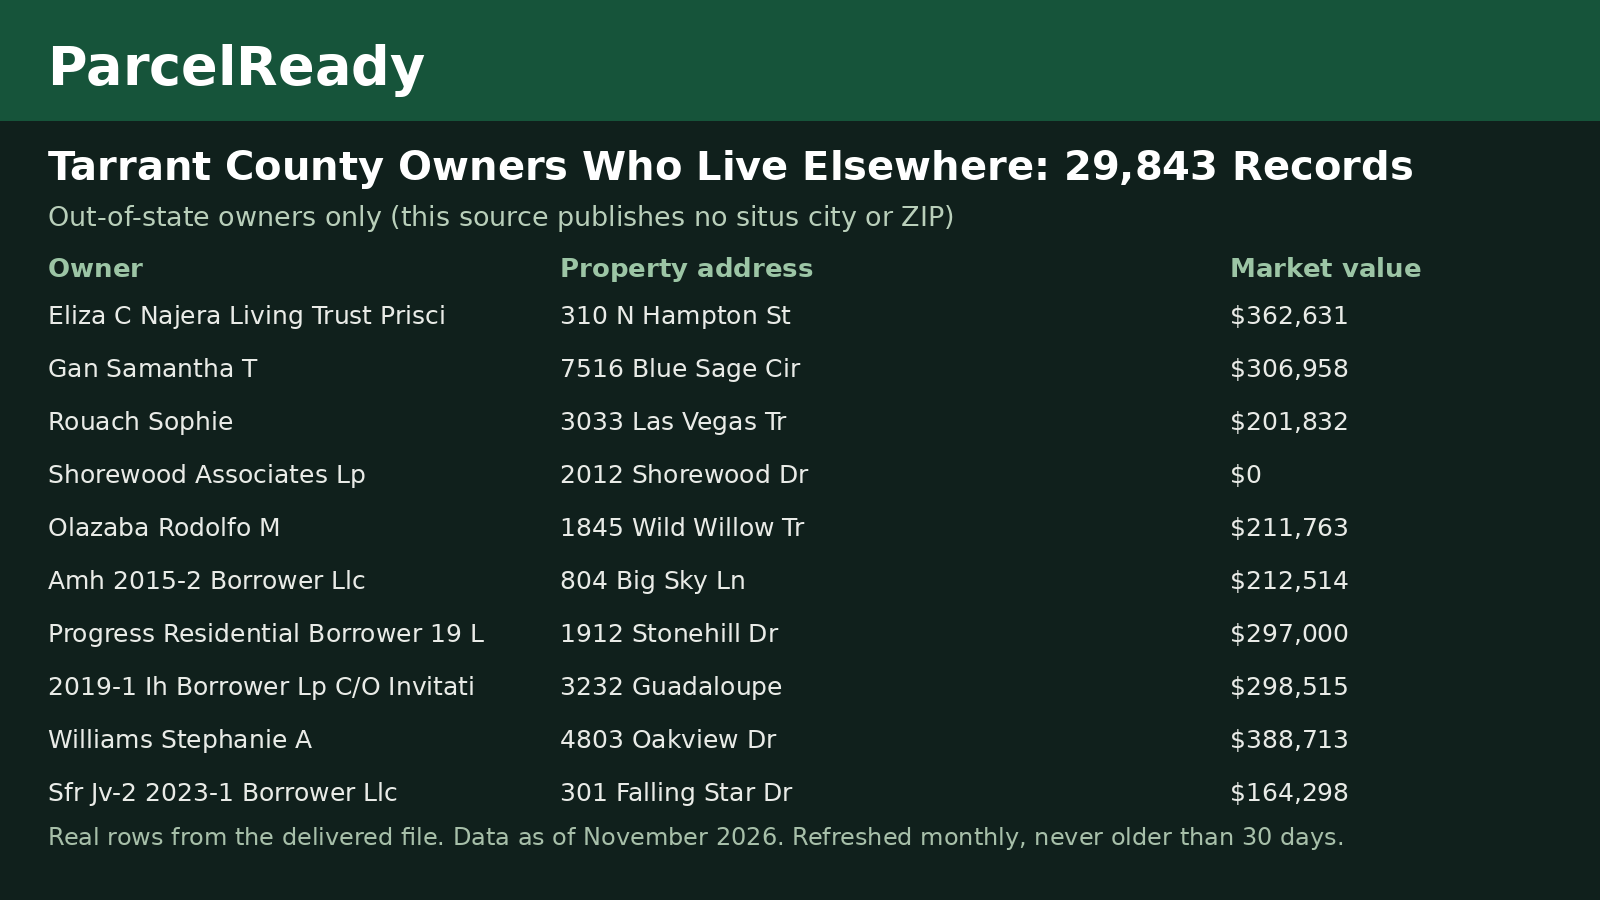 ParcelReady
Tarrant County Owners Who Live Elsewhere: 29,843 Records
Out-of-state owners only (this source publishes no situs city or ZIP)
Owner Property address Market value
Eliza C Najera Living Trust Prisci 310 N Hampton St $362,631
Gan Samantha T 7516 Blue Sage Cir $306,958
Rouach Sophie 3033 Las Vegas Tr $201,832
Shorewood Associates Lp 2012 Shorewood Dr $0
Olazaba Rodolfo M 1845 Wild Willow Tr $211,763
Amh 2015-2 Borrower Llc 804 Big Sky Ln $212,514
Progress Residential Borrower 19 L 1912 Stonehill Dr $297,000
2019-1 Ih Borrower Lp C/O Invitati 3232 Guadaloupe $298,515
Williams Stephanie A 4803 Oakview Dr $388,713
Sfr Jv-2 2023-1 Borrower Llc 301 Falling Star Dr $164,298
Real rows from the delivered file. Data as of November 2026. Refreshed monthly, never older than 30 days.